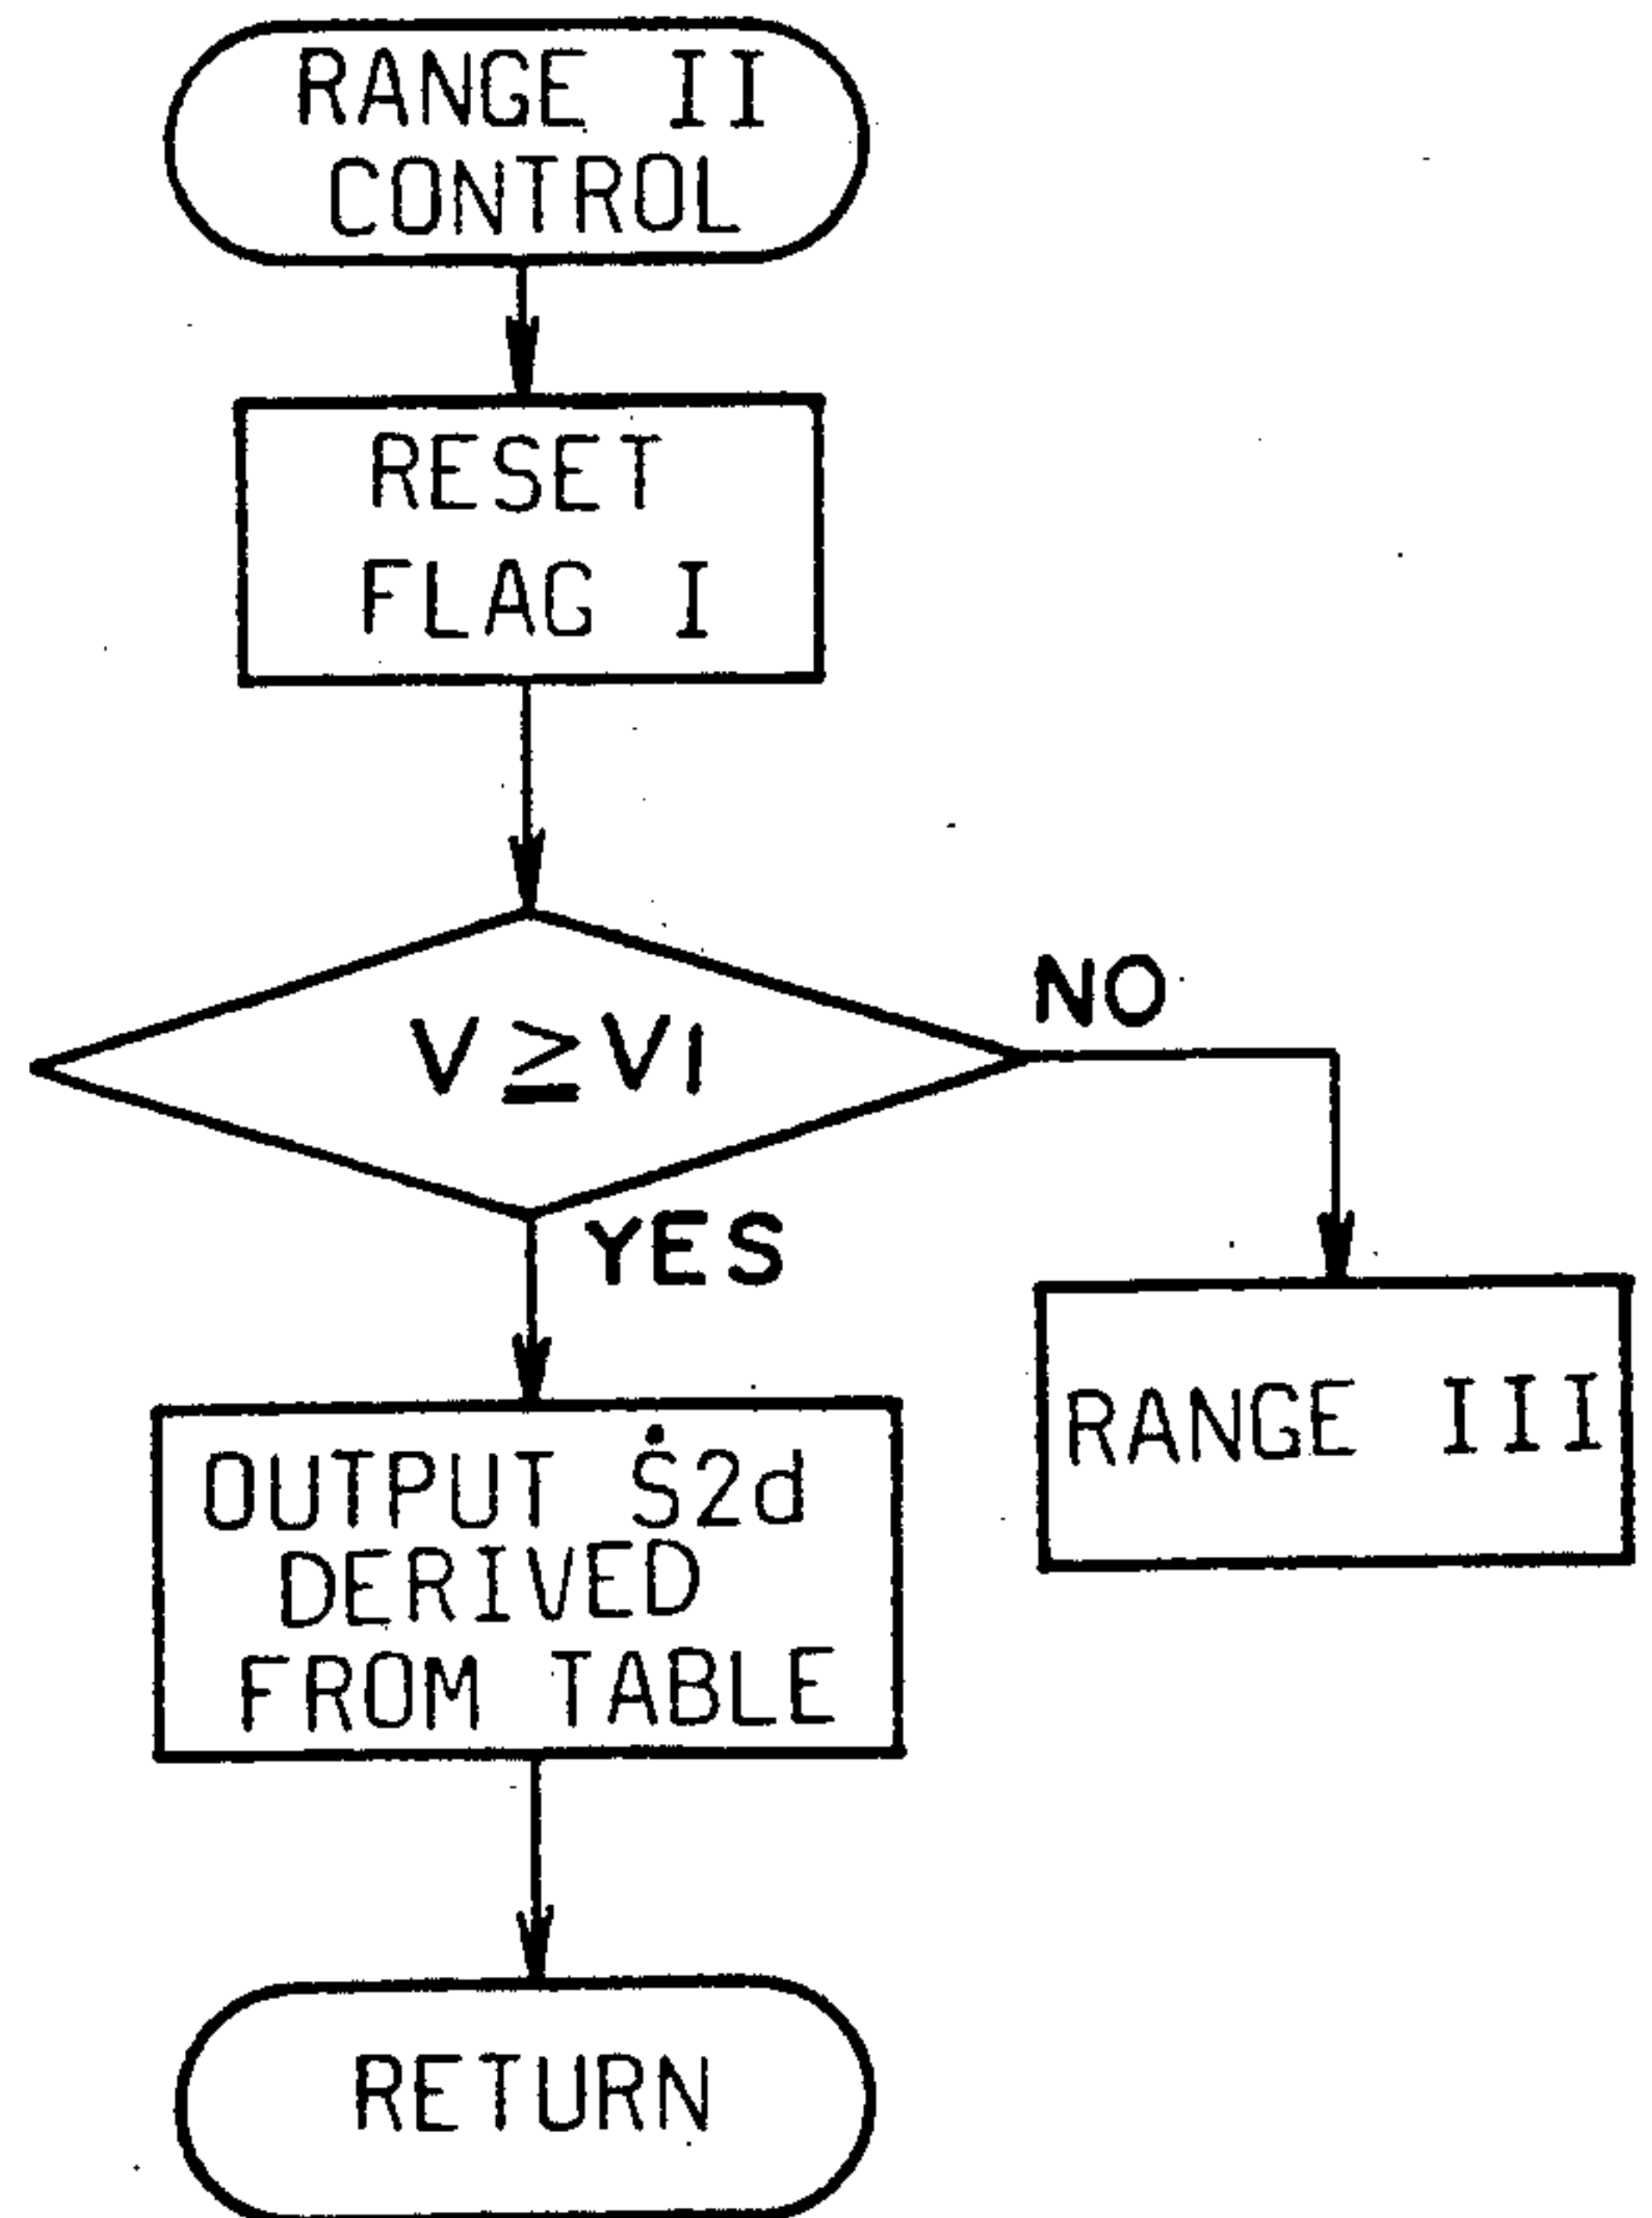 RANGE II
CONTROL
RESET
FLAG I
V ≥ V1
NO
YES
OUTPUT Ṡ2d
DERIVED
FROM TABLE
RANGE III
RETURN